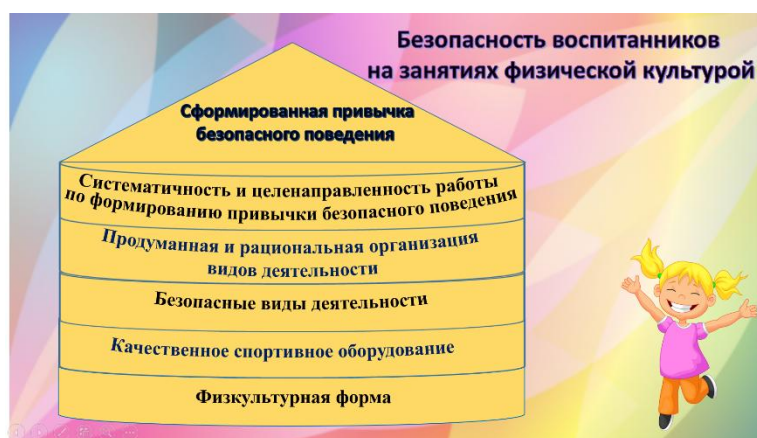 Безопасность воспитанников
на занятиях физической культурой
Сформированная привычка
безопасного поведения
Систематичность и целенаправленность работы
по формированию привычки безопасного поведения
Продуманная и рациональная организация
видов деятельности
Безопасные виды деятельности
Качественное спортивное оборудование
Физкультурная форма